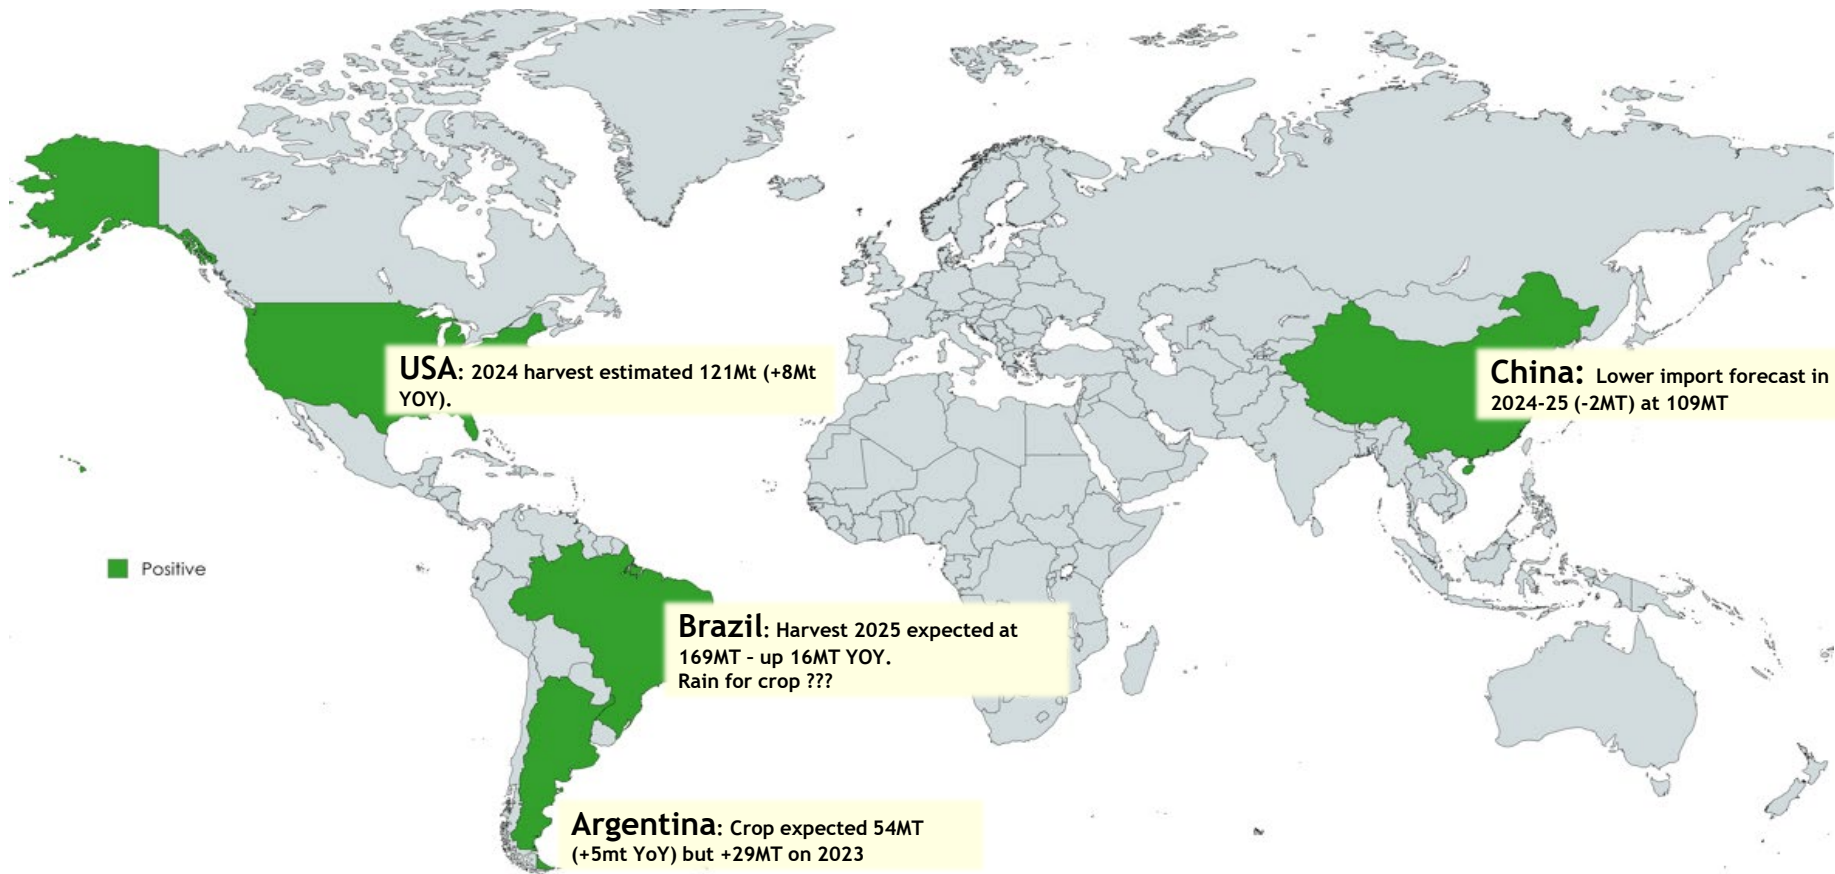 USA: 2024 harvest estimated 121Mt (+8Mt
YOY).
China: Lower import forecast in
2024-25 (-2MT) at 109MT
Positive
Brazil: Harvest 2025 expected at
169MT – up 16MT YOY.
Rain for crop ???
Argentina: Crop expected 54MT
(+5mt YoY) but +29MT on 2023